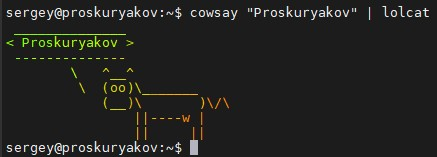 sergey@proskuryakov:~$ cowsay "Proskuryakov" | lolcat
 ______________
< Proskuryakov >
 --------------
        \   ^__^
         \  (oo)\_______
            (__)\       )\/\
                ||----w |
                ||     ||
sergey@proskuryakov:~$